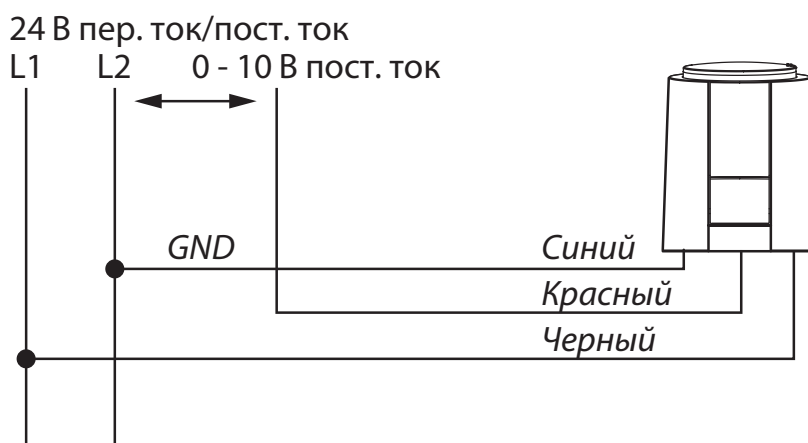 24 В пер. ток/пост. ток
L1 L2 0 - 10 В пост. ток
GND Синий
Красный
Черный